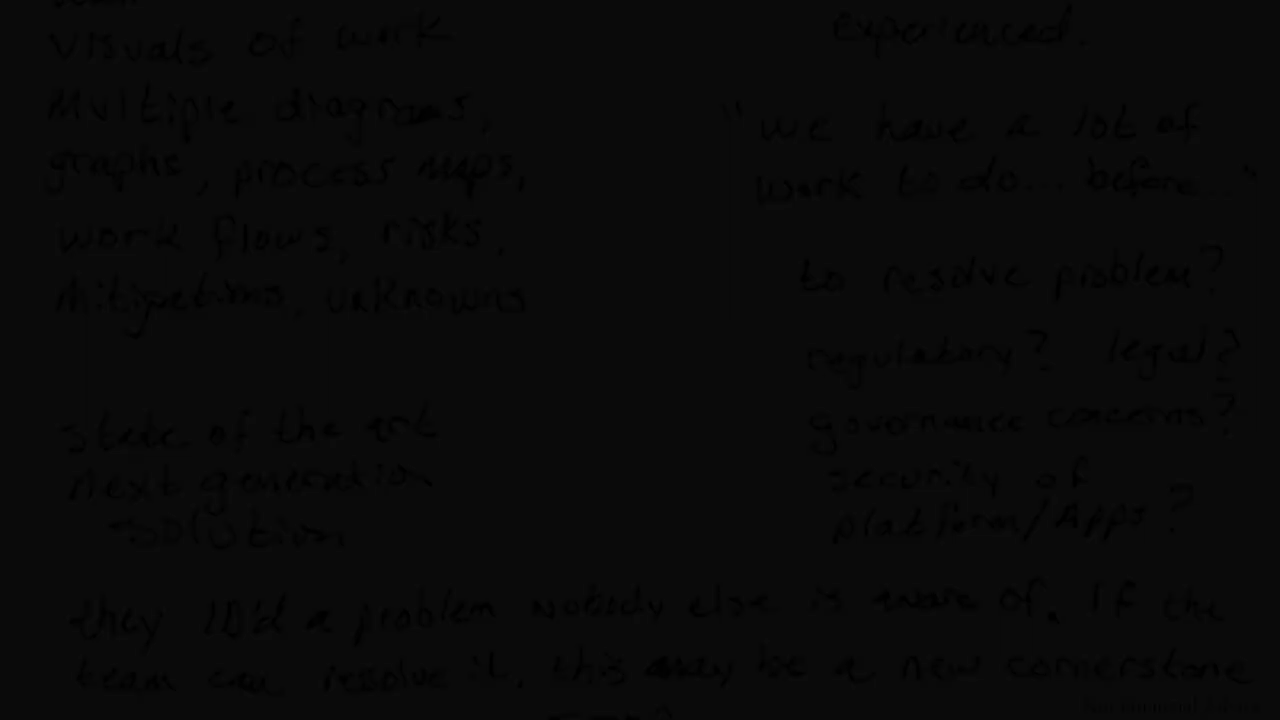 visuals of work
Multiple diagrams,
graphs, process maps,
work flows, risks,
mitigations, unknowns
state of the art
next generation
solution
experienced.
"we have a lot of
work to do... before..."
to resolve problem?
regulatory? legal?
governance concerns?
security of
platform/Apps?
they ID'd a problem nobody else is aware of. If the
team can resolve it, this may be a new cornerstone